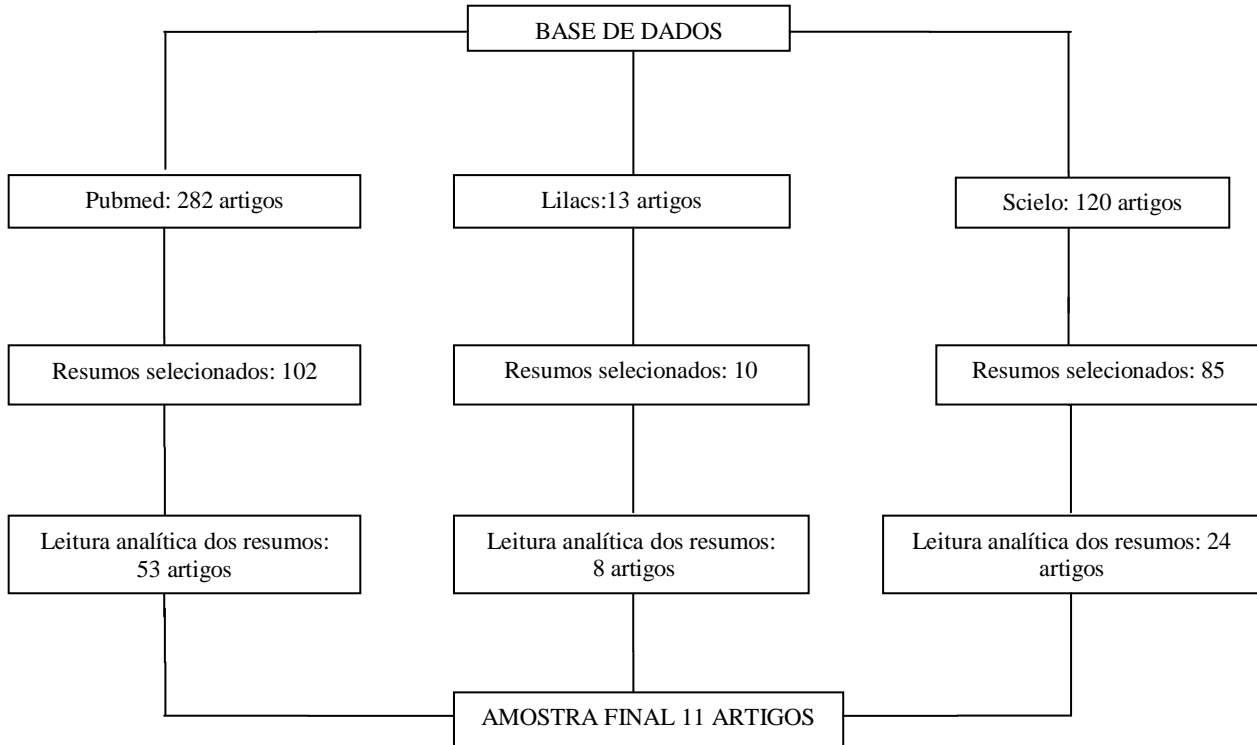 BASE DE DADOS
Pubmed: 282 artigos
Lilacs:13 artigos
Scielo: 120 artigos
Resumos selecionados: 102
Resumos selecionados: 10
Resumos selecionados: 85
Leitura analítica dos resumos:
53 artigos
Leitura analítica dos resumos:
8 artigos
Leitura analítica dos resumos: 24
artigos
AMOSTRA FINAL 11 ARTIGOS